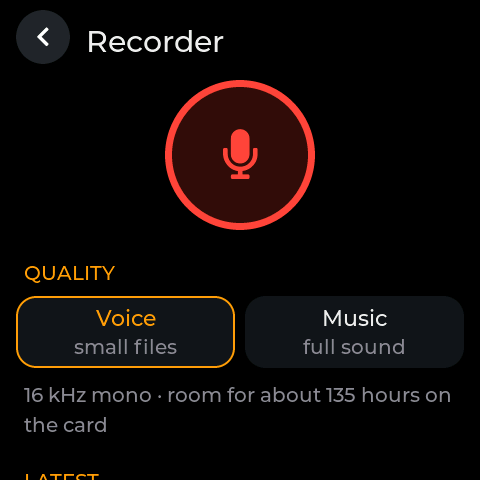 Recorder
QUALITY
Voice
small files
Music
full sound
16 kHz mono · room for about 135 hours on
the card
LATEST